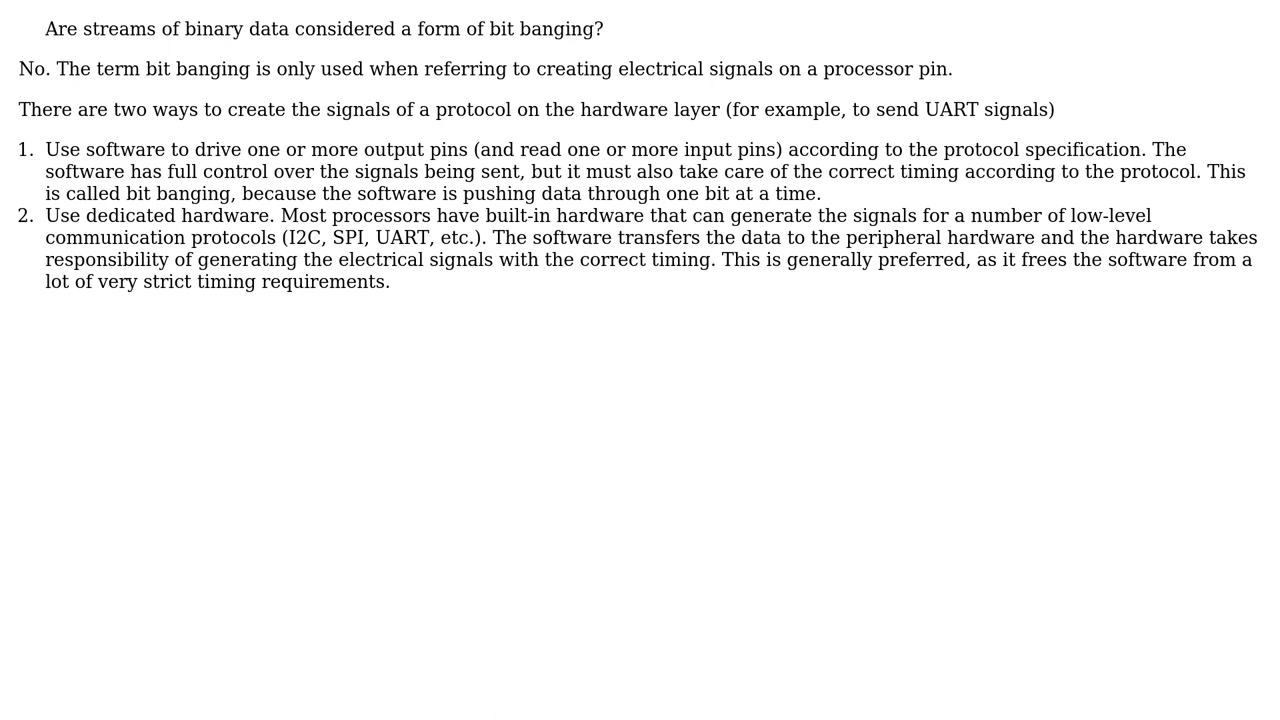 Are streams of binary data considered a form of bit banging?
No. The term bit banging is only used when referring to creating electrical signals on a processor pin.
There are two ways to create the signals of a protocol on the hardware layer (for example, to send UART signals)
1. Use software to drive one or more output pins (and read one or more input pins) according to the protocol specification. The
software has full control over the signals being sent, but it must also take care of the correct timing according to the protocol. This
is called bit banging, because the software is pushing data through one bit at a time.
2. Use dedicated hardware. Most processors have built-in hardware that can generate the signals for a number of low-level
communication protocols (I2C, SPI, UART, etc.). The software transfers the data to the peripheral hardware and the hardware takes
responsibility of generating the electrical signals with the correct timing. This is generally preferred, as it frees the software from a
lot of very strict timing requirements.